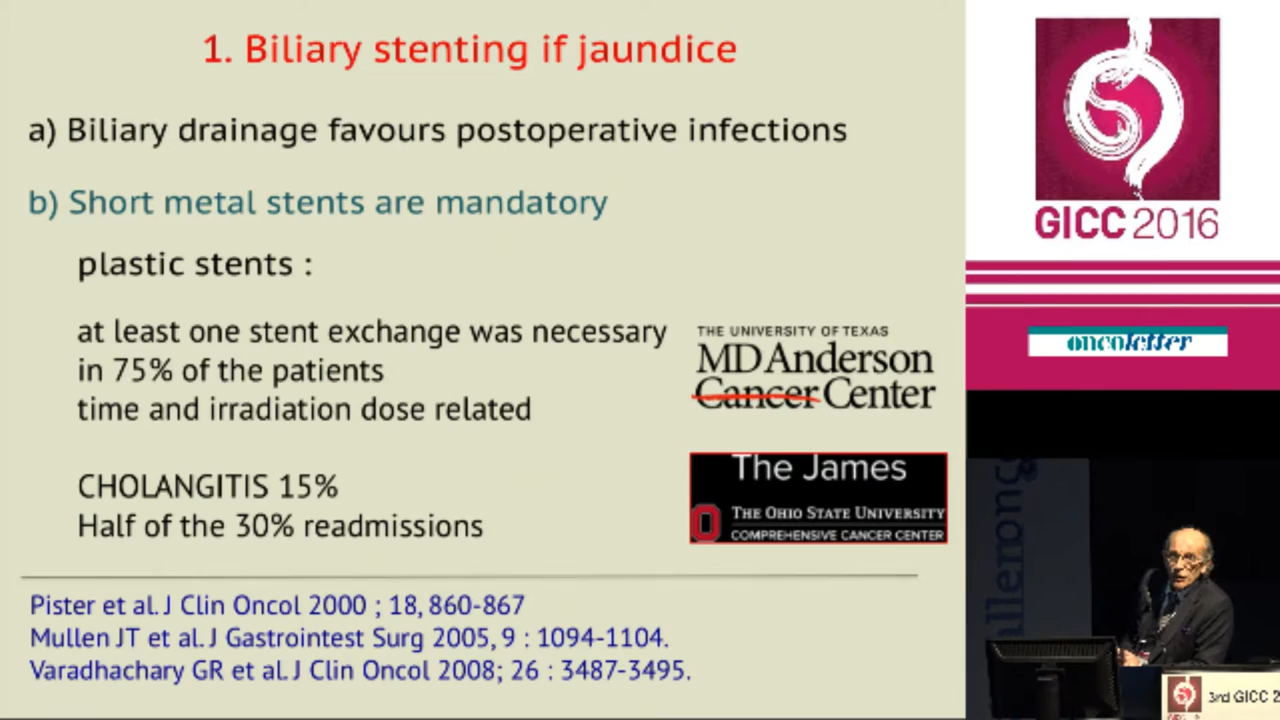 1. Biliary stenting if jaundice
a) Biliary drainage favours postoperative infections
b) Short metal stents are mandatory
plastic stents :
at least one stent exchange was necessary
in 75% of the patients
time and irradiation dose related
CHOLANGITIS 15%
Half of the 30% readmissions
THE UNIVERSITY OF TEXAS
MD Anderson
Cancer Center
The James
THE OHIO STATE UNIVERSITY
COMPREHENSIVE CANCER CENTER
Pister et al. J Clin Oncol 2000 ; 18, 860-867
Mullen JT et al. J Gastrointest Surg 2005, 9 : 1094-1104.
Varadhachary GR et al. J Clin Oncol 2008; 26 : 3487-3495.
GICC 2016
oncoletter
3rd GICC 2